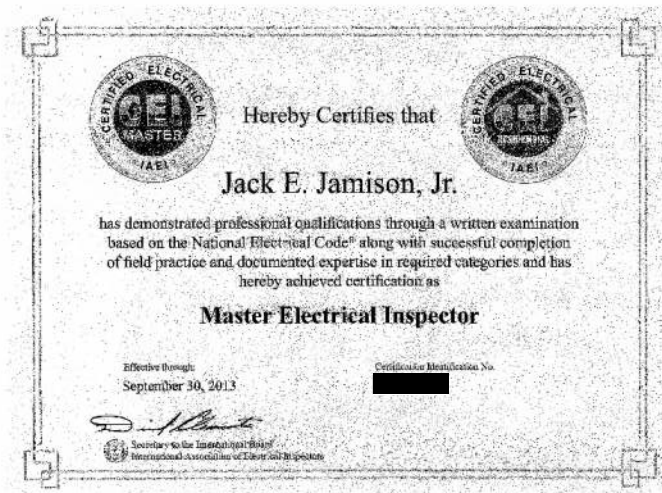 CERTIFIED ELECTRICAL
CEI
MASTER
IAEI
CERTIFIED ELECTRICAL
CEI
RESIDENTIAL
IAEI
Hereby Certifies that
Jack E. Jamison, Jr.
has demonstrated professional qualifications through a written examination
based on the National Electrical Code® along with successful completion
of field practice and documented expertise in required categories and has
hereby achieved certification as
Master Electrical Inspector
Effective through:
September 30, 2013
Certification Identification No.
Secretary to the International Board
International Association of Electrical Inspectors